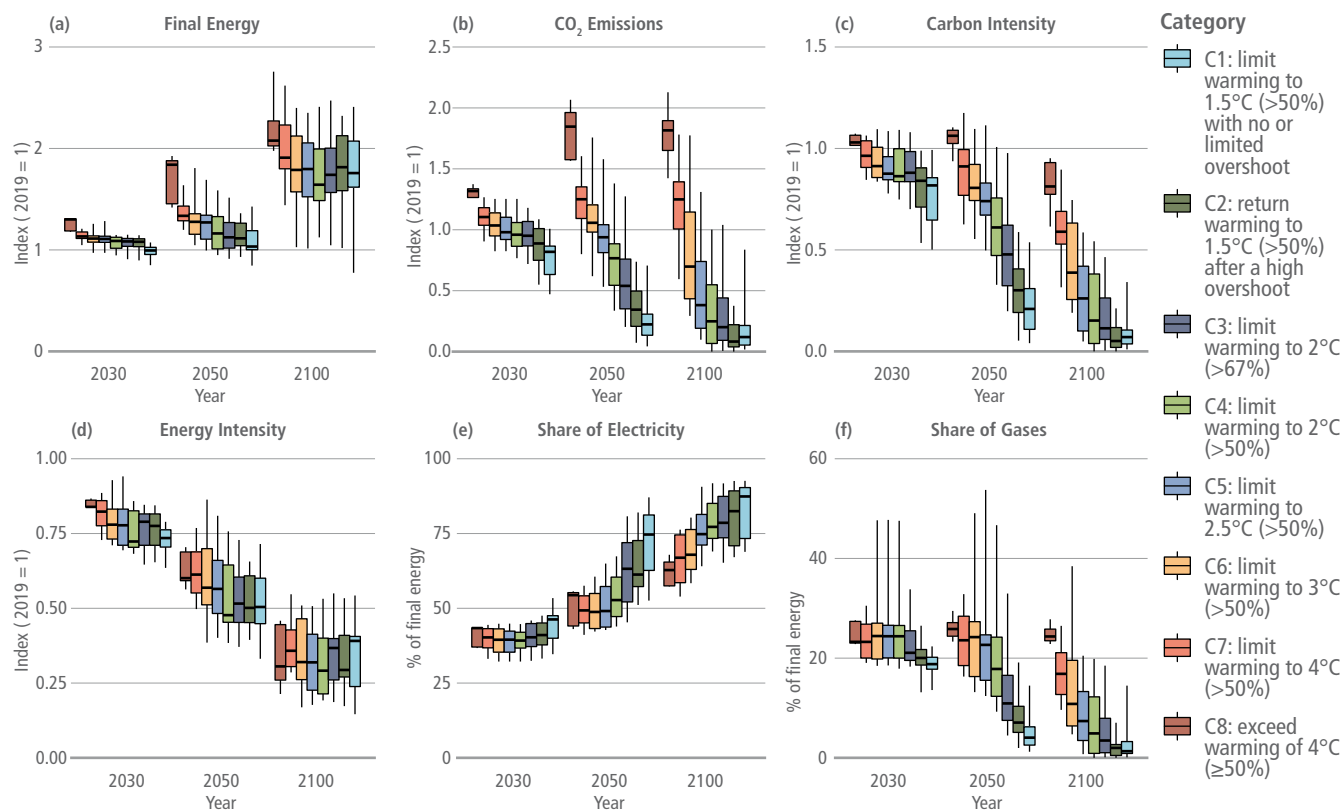 (a) Final Energy
Index ( 2019 = 1)
3
2
1
0
2030 2050 2100
Year
(b) CO₂ Emissions
Index ( 2019 = 1)
2.5
2.0
1.5
1.0
0.5
0.0
2030 2050 2100
Year
(c) Carbon Intensity
Index ( 2019 = 1)
1.5
1.0
0.5
0.0
2030 2050 2100
Year
(d) Energy Intensity
Index ( 2019 = 1)
1.00
0.75
0.50
0.25
0.00
2030 2050 2100
Year
(e) Share of Electricity
% of final energy
100
75
50
25
0
2030 2050 2100
Year
(f) Share of Gases
% of final energy
60
40
20
0
2030 2050 2100
Year
Category
C1: limit
warming to
1.5°C (>50%)
with no or
limited
overshoot
C2: return
warming to
1.5°C (>50%)
after a high
overshoot
C3: limit
warming to 2°C
(>67%)
C4: limit
warming to 2°C
(>50%)
C5: limit
warming to
2.5°C (>50%)
C6: limit
warming to 3°C
(>50%)
C7: limit
warming to 4°C
(>50%)
C8: exceed
warming of 4°C
(≥50%)